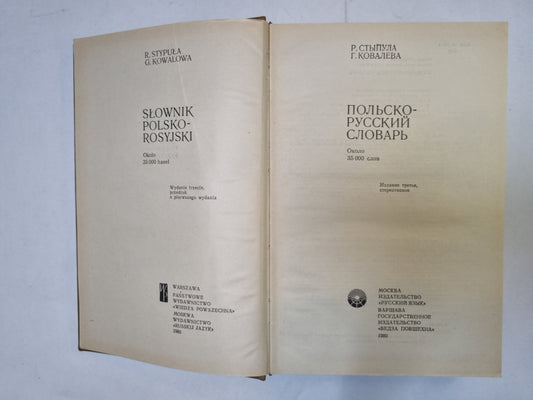 R. STYPUŁA
G. KOWALOWA
SŁOWNIK
POLSKO-
ROSYJSKI
Około
35 000 haseł
Wydanie trzecie,
przedruk
z pierwszego wydania
WARSZAWA
PAŃSTWOWE
WYDAWNICTWO
«WIEDZA POWSZECHNA»
MOSKWA
WYDAWNICTWO
«RUSSKIJ JAZYK»
1980
Р. СТЫПУЛА
Г. КОВАЛЕВА
ПОЛЬСКО-
РУССКИЙ
СЛОВАРЬ
Около
35 000 слов
Издание третье,
стереотипное
МОСКВА
ИЗДАТЕЛЬСТВО
«РУССКИЙ ЯЗЫК»
ВАРШАВА
ГОСУДАРСТВЕННОЕ
ИЗДАТЕЛЬСТВО
«ВЕДЗА ПОВШЕХНА»
1980